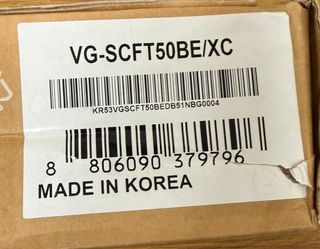 VG-SCFT50BE/XC
KR53VGSCFT50BEDB51NBG0004
8 806090 379796
MADE IN KOREA